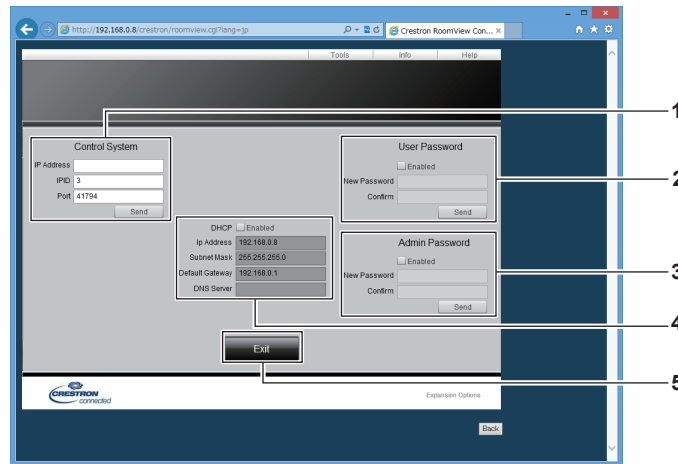 http://192.168.0.8/crestron/roomview.cgi?lang=jp
Crestron RoomView Con...
Tools Info Help
1
Control System
IP Address
IPID 3
Port 41794
Send
User Password
Enabled
New Password
Confirm
Send
2
DHCP Enabled
Ip Address 192.168.0.8
Subnet Mask 255.255.255.0
Default Gateway 192.168.0.1
DNS Server
Admin Password
Enabled
New Password
Confirm
Send
3
4
Exit
5
CRESTRON
connected
Expansion Options
Back